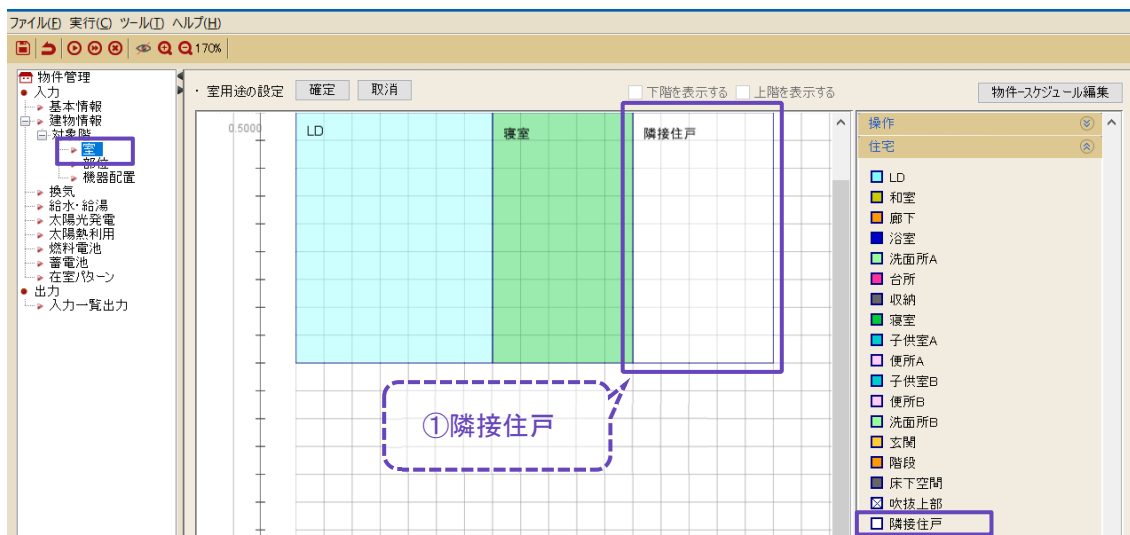 ファイル(F) 実行(C) ツール(T) ヘルプ(H)
170%
物件管理
入力
基本情報
建物情報
対象階
室
部位
機器配置
換気
給水・給湯
太陽光発電
太陽熱利用
燃料電池
蓄電池
在室パターン
出力
入力一覧出力
・ 室用途の設定 確定 取消 下階を表示する 上階を表示する 物件-スケジュール編集
0.5000
LD 寝室 隣接住戸
①隣接住戸
操作
住宅
LD
和室
廊下
浴室
洗面所A
台所
収納
寝室
子供室A
便所A
子供室B
便所B
洗面所B
玄関
階段
床下空間
吹抜上部
隣接住戸